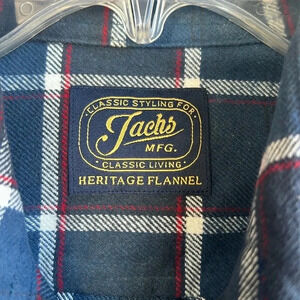 ·CLASSIC STYLING FOR·
Jachs
MFG.
·CLASSIC LIVING·
HERITAGE FLANNEL